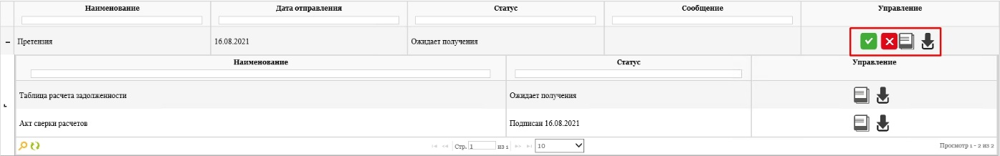 Наименование Дата отправления Статус Сообщение Управление
Претензия 16.08.2021 Ожидает получения
Наименование Статус Управление
Таблица расчета задолженности Ожидает получения
Акт сверки расчетов Подписан 16.08.2021
Стр. 1 из 1 10 Просмотр 1 - 2 из 2